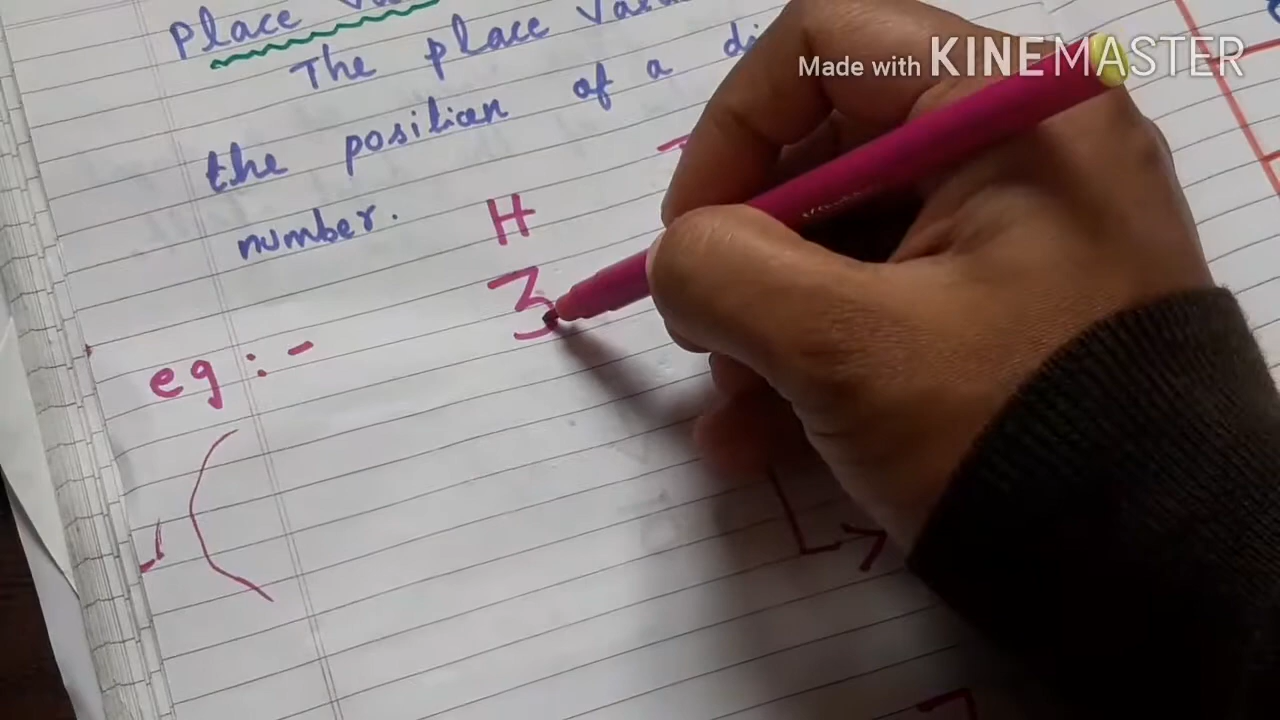 Made with KINEMASTER
Place
The place
the position of a
number.
H
3
eg :-